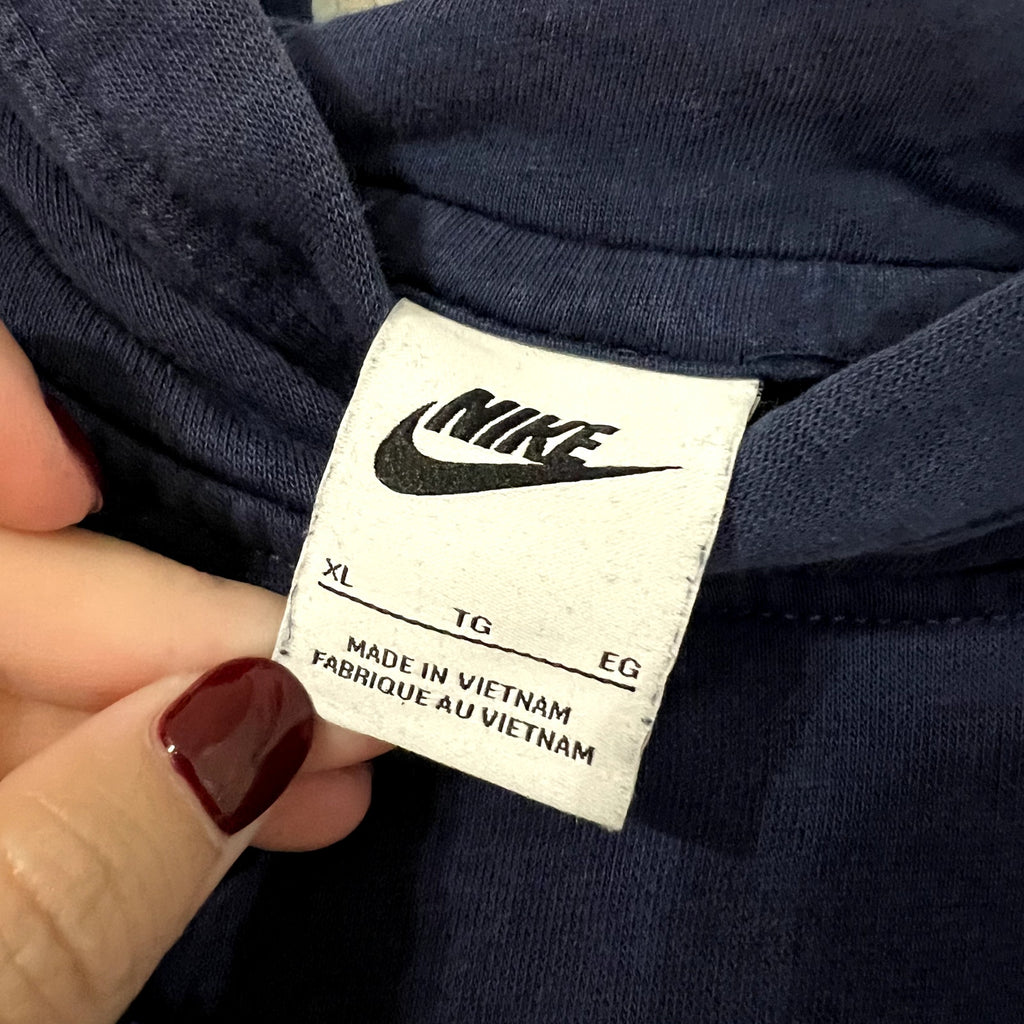 NIKE
XL TG EG
MADE IN VIETNAM
FABRIQUE AU VIETNAM